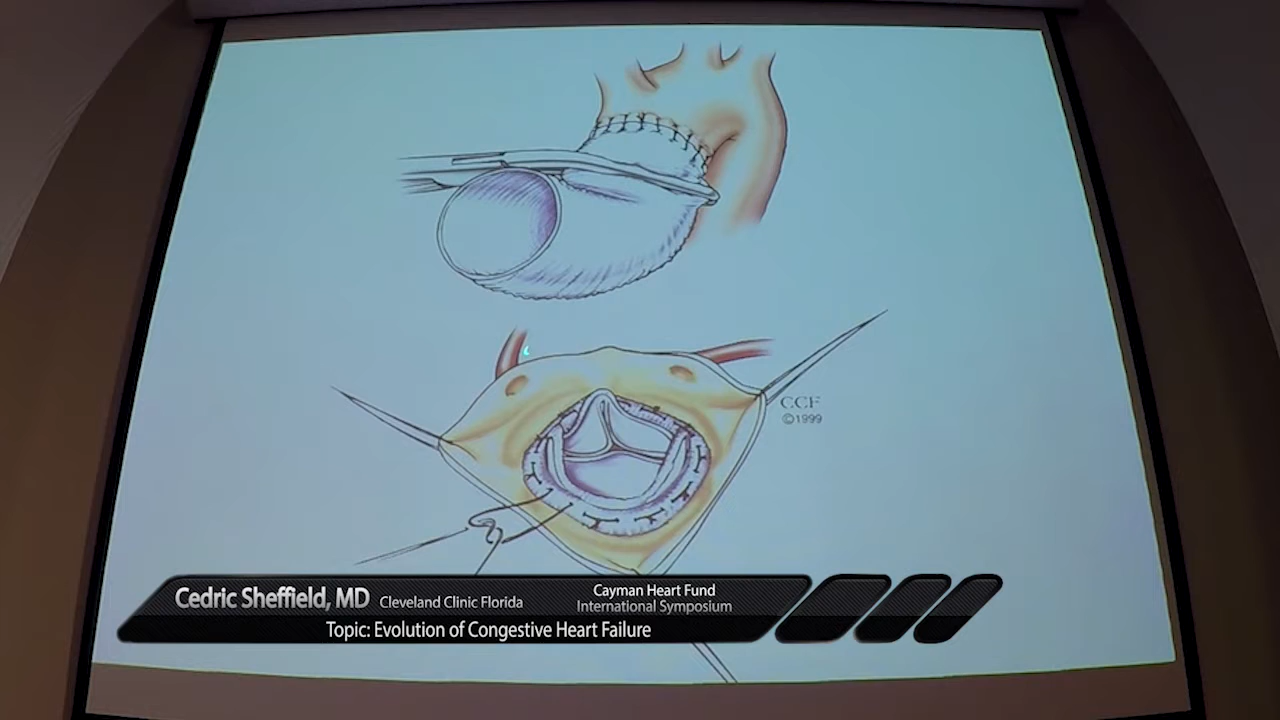 CCF
©1999
Cedric Sheffield, MD Cleveland Clinic Florida
Cayman Heart Fund
International Symposium
Topic: Evolution of Congestive Heart Failure